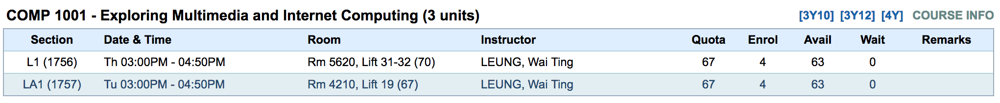 COMP 1001 - Exploring Multimedia and Internet Computing (3 units) [3Y10] [3Y12] [4Y] COURSE INFO
Section Date & Time Room Instructor Quota Enrol Avail Wait Remarks
L1 (1756) Th 03:00PM - 04:50PM Rm 5620, Lift 31-32 (70) LEUNG, Wai Ting 67 4 63 0
LA1 (1757) Tu 03:00PM - 04:50PM Rm 4210, Lift 19 (67) LEUNG, Wai Ting 67 4 63 0